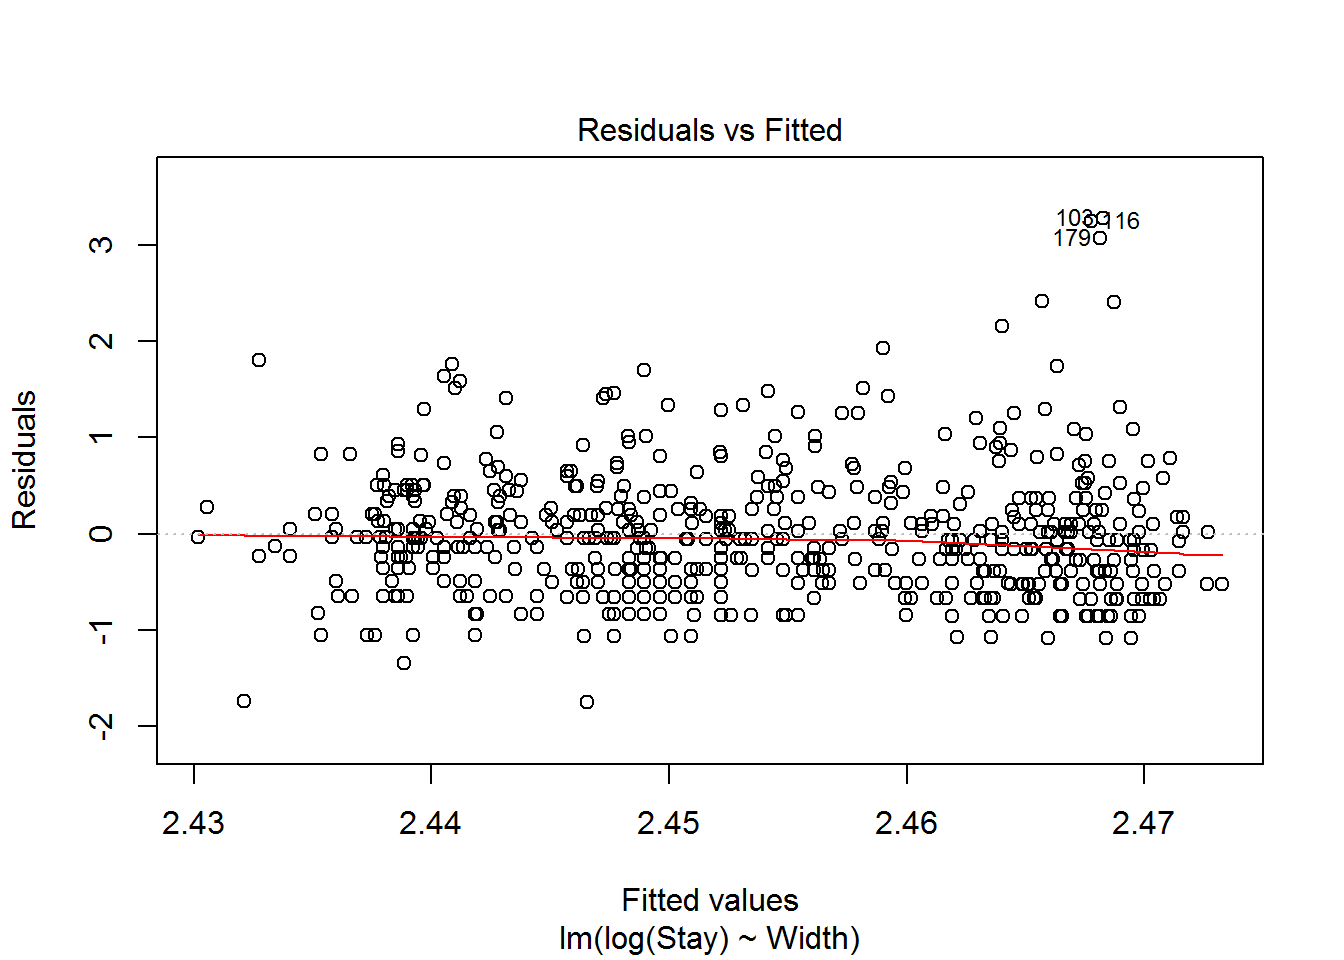 Residuals vs Fitted
Residuals
3
2
1
0
-1
-2
103
116
179
2.43 2.44 2.45 2.46 2.47
Fitted values
lm(log(Stay) ~ Width)